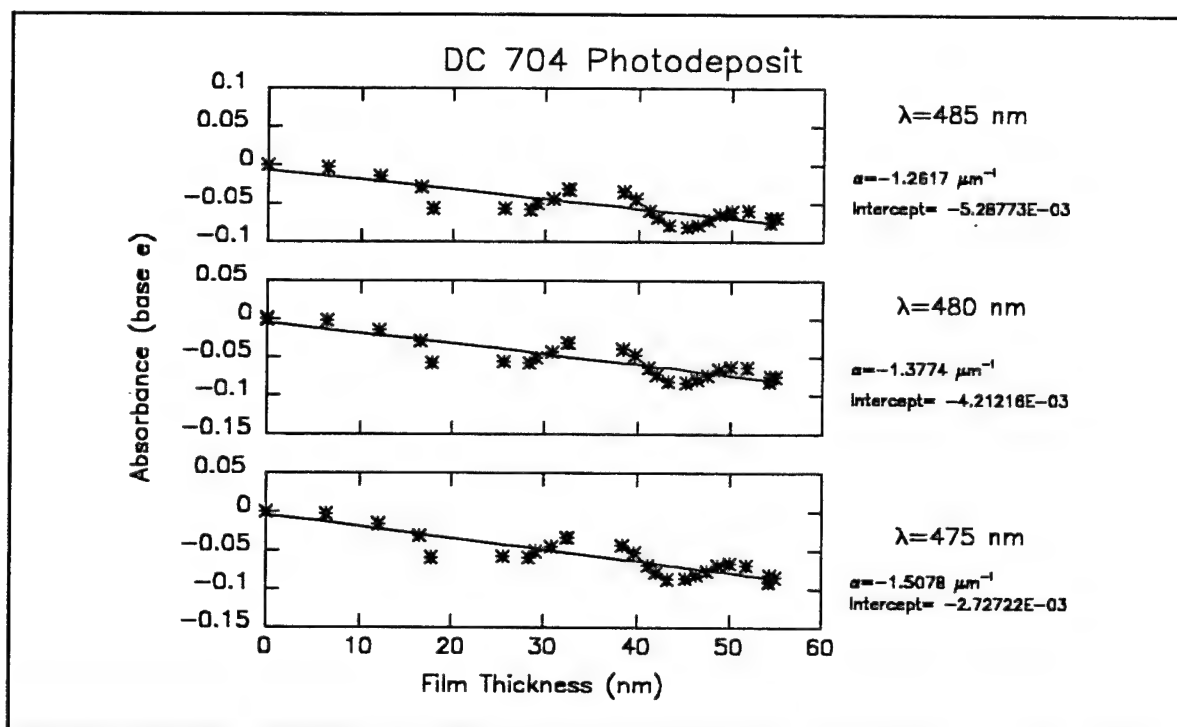 DC 704 Photodeposit
0.1
0.05
0
-0.05
-0.1
λ=485 nm
α=-1.2617 μm⁻¹
Intercept= -5.28773E-03
0.05
0
-0.05
-0.1
-0.15
λ=480 nm
α=-1.3774 μm⁻¹
Intercept= -4.21216E-03
0.05
0
-0.05
-0.1
-0.15
λ=475 nm
α=-1.5078 μm⁻¹
Intercept= -2.72722E-03
Absorbance (base e)
0 10 20 30 40 50 60
Film Thickness (nm)